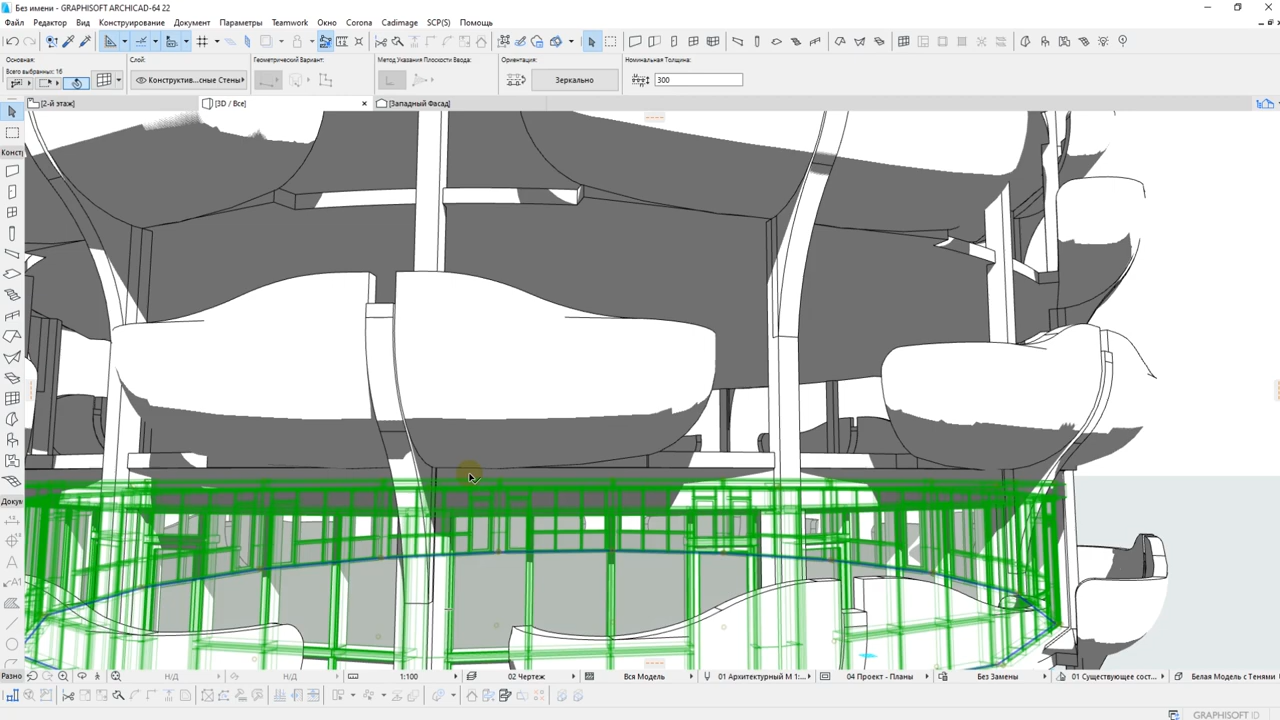 Без имени - GRAPHISOFT ARCHICAD-64 22
Файл Редактор Вид Конструирование Документ Параметры Teamwork Окно Corona Cadimage SCP(S) Помощь
Основная: Слой: Геометрический Вариант: Метод Указания Плоскости Ввода: Ориентация: Номинальная Толщина:
Всего выбранных: 16
Конструктив...сные Стены Зеркально 300
[2-й этаж] [3D / Все] [Западный Фасад]
Конст
Докум
A1
A
Разно Н/Д Н/Д 1:100 02 Чертеж Вся Модель 01 Архитектурный М 1:... 04 Проект - Планы Без Замены 01 Существующее сост... Белая Модель с Тенями
GRAPHISOFT ID